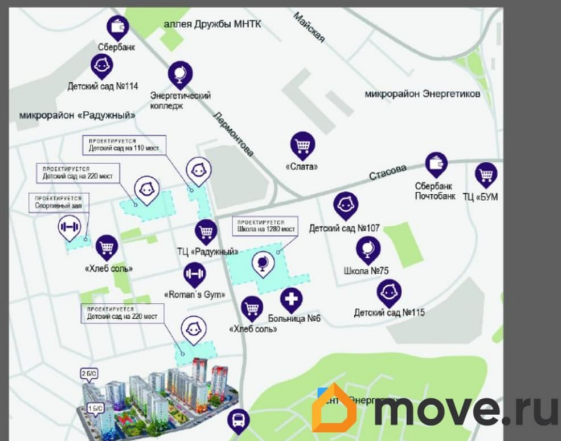 аллея Дружбы МНТК
Майская
Сбербанк
Детский сад №114
Энергетический
колледж
микрорайон Энергетиков
микрорайон «Радужный»
Лермонтова
ПРОЕКТИРУЕТСЯ
Детский сад на 110 мест
«Слата»
Стасова
ПРОЕКТИРУЕТСЯ
Детский сад на 220 мест
Сбербанк
Почтобанк
ТЦ «БУМ
ПРОЕКТИРУЕТСЯ
Спортивный зал
ПРОЕКТИРУЕТСЯ
Школа на 1280 мест
Детский сад №107
ТЦ «Радужный»
«Хлеб соль»
Школа №75
«Roman`s Gym»
ПРОЕКТИРУЕТСЯ
Детский сад на 220 мест
«Хлеб соль»
Больница №6
Детский сад №115
2 Б/С
1 Б/С
move.ru